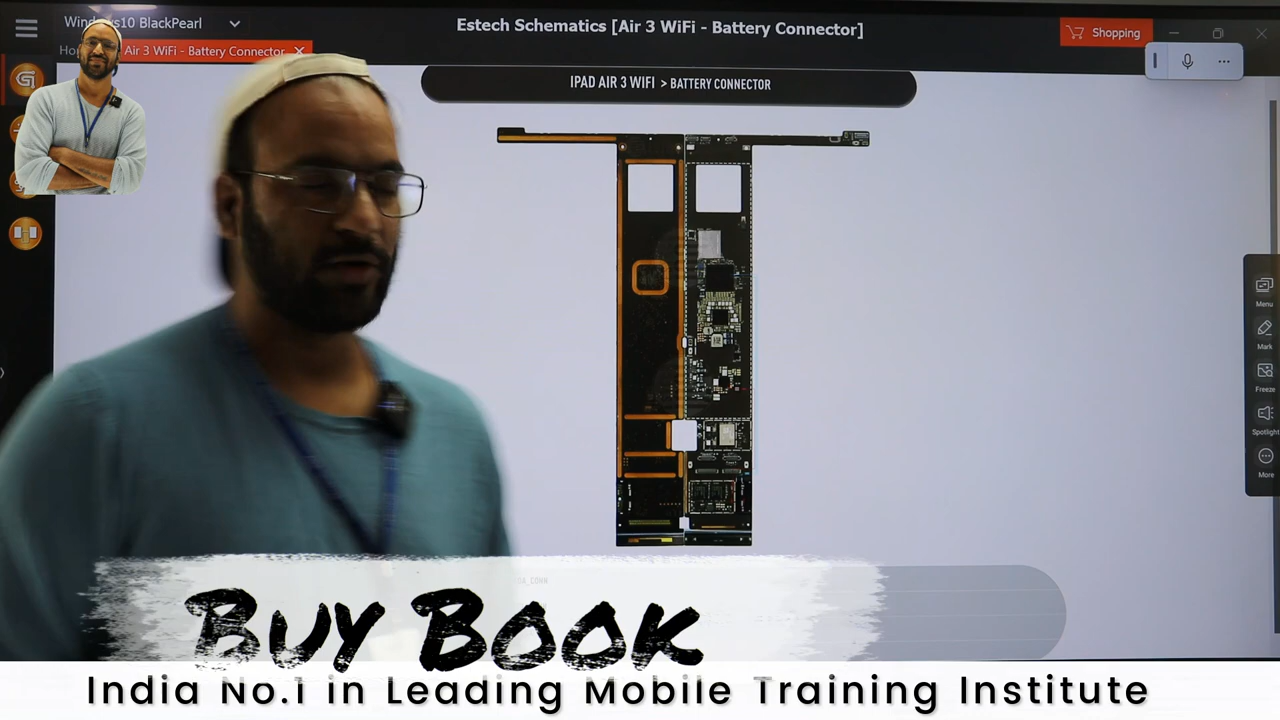 Windows10 BlackPearl
Estech Schematics [Air 3 WiFi - Battery Connector]
Shopping
Air 3 WiFi - Battery Connector
IPAD AIR 3 WIFI > BATTERY CONNECTOR
Menu
Mark
Freeze
Spotlight
More
BUY BOOK
India No.1 in Leading Mobile Training Institute